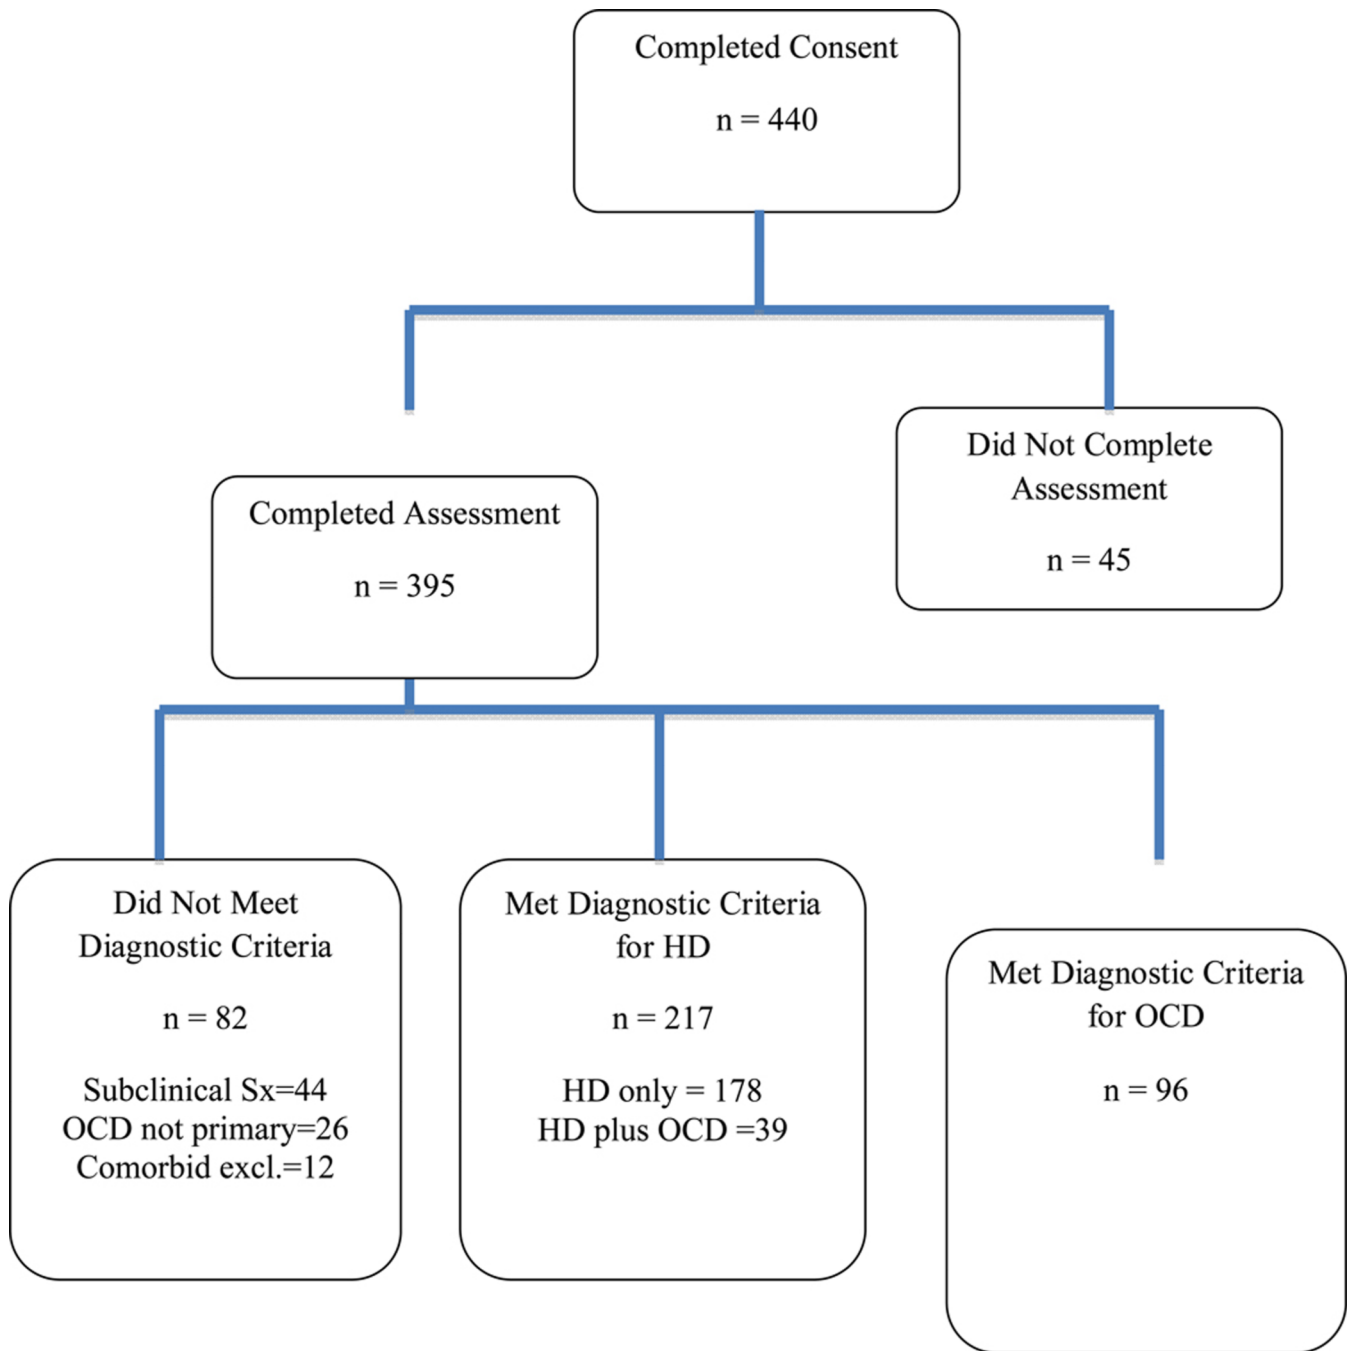 Completed Consent
n = 440
Did Not Complete
Assessment
n = 45
Completed Assessment
n = 395
Did Not Meet
Diagnostic Criteria
n = 82
Subclinical Sx=44
OCD not primary=26
Comorbid excl.=12
Met Diagnostic Criteria
for HD
n = 217
HD only = 178
HD plus OCD =39
Met Diagnostic Criteria
for OCD
n = 96